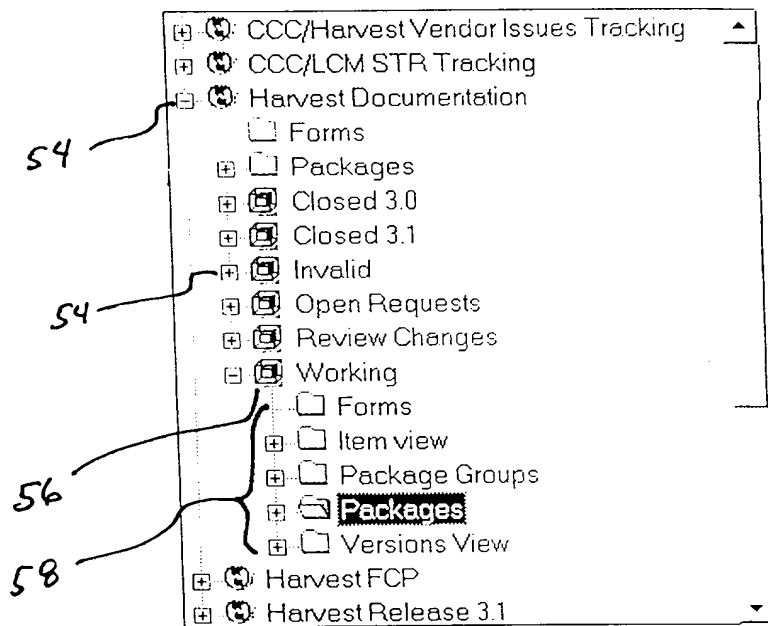 CCC/Harvest Vendor Issues Tracking
CCC/LCM STR Tracking
54 Harvest Documentation
Forms
Packages
Closed 3.0
Closed 3.1
54 Invalid
Open Requests
Review Changes
Working
56 Forms
Item view
Package Groups
58 Packages
Versions View
Harvest FCP
Harvest Release 3.1